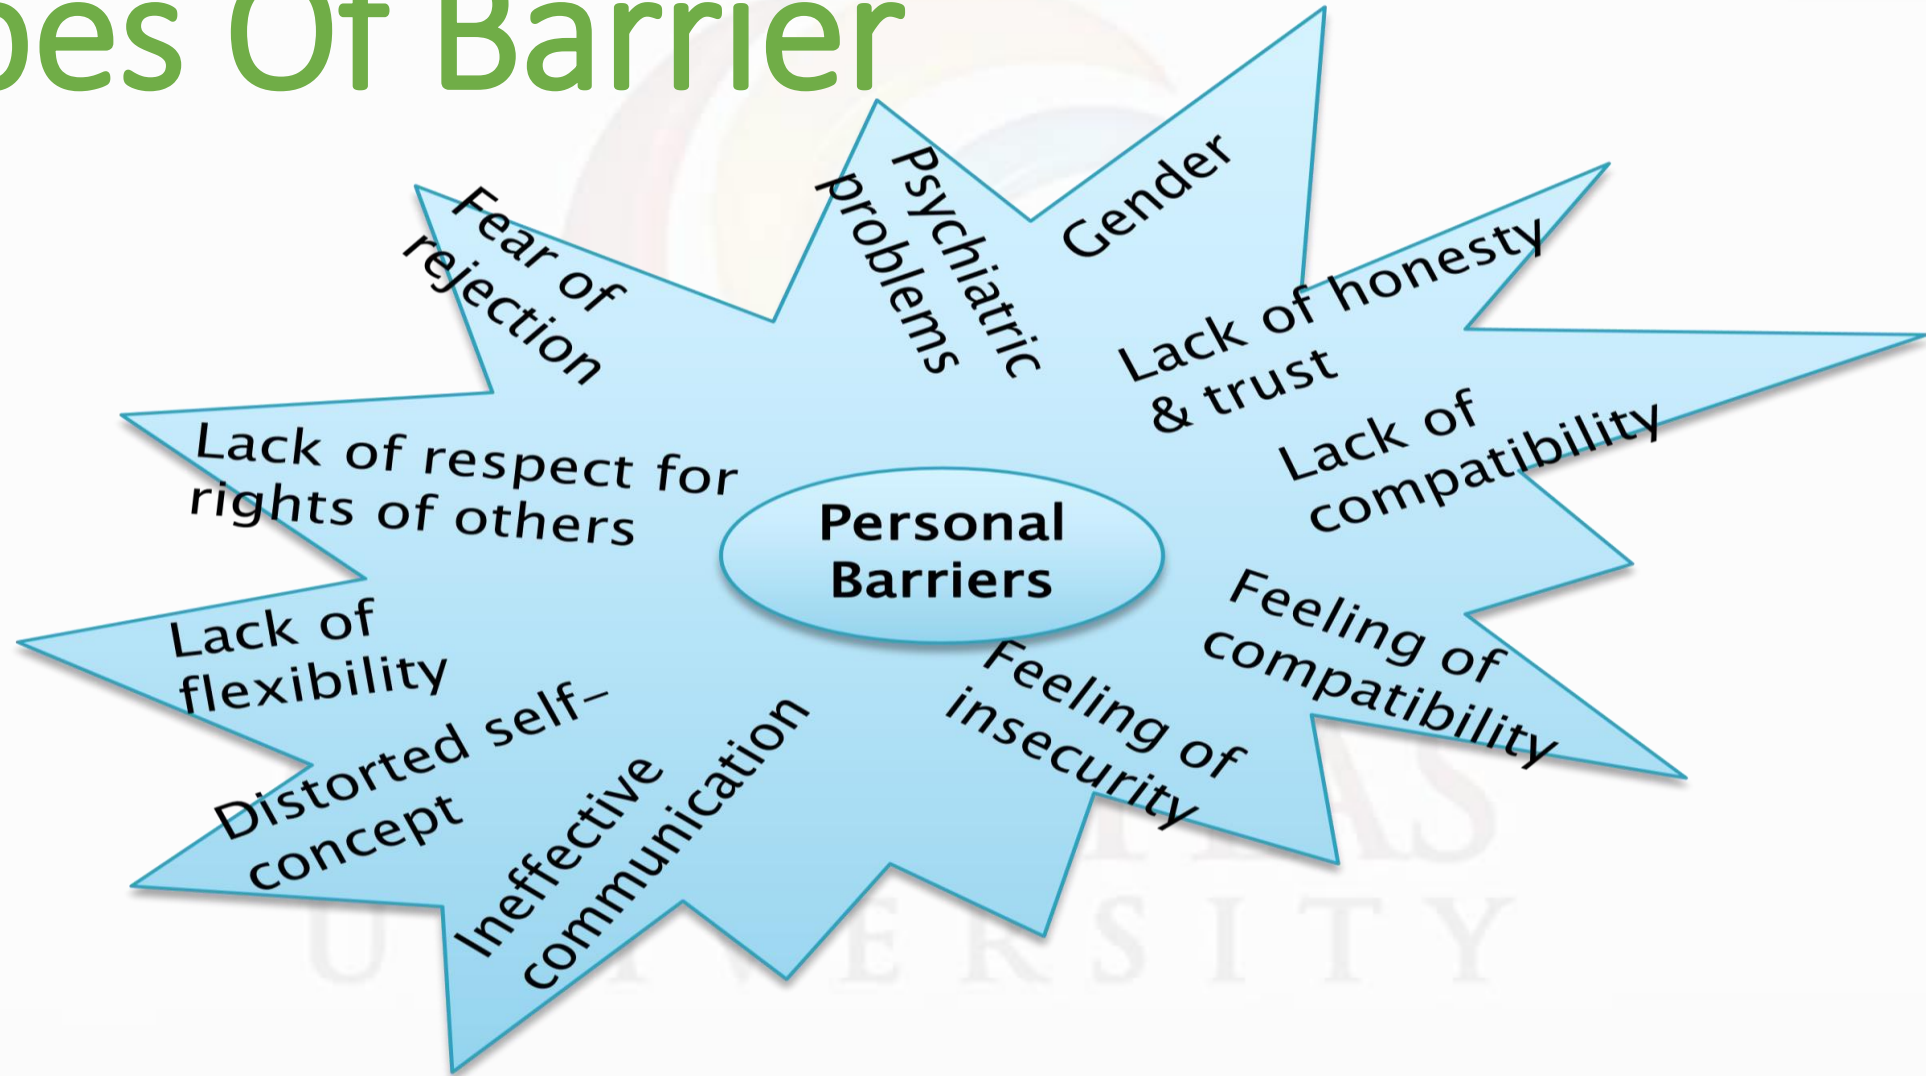 pes Of Barrier
Psychiatric
problems
Gender
Fear of
rejection
Lack of honesty
& trust
Lack of
compatibility
Lack of respect for
rights of others
Personal
Barriers
Feeling of
compatibility
Lack of
flexibility
Feeling of
insecurity
Distorted self-
concept
Ineffective
communication
UNIVERSITY